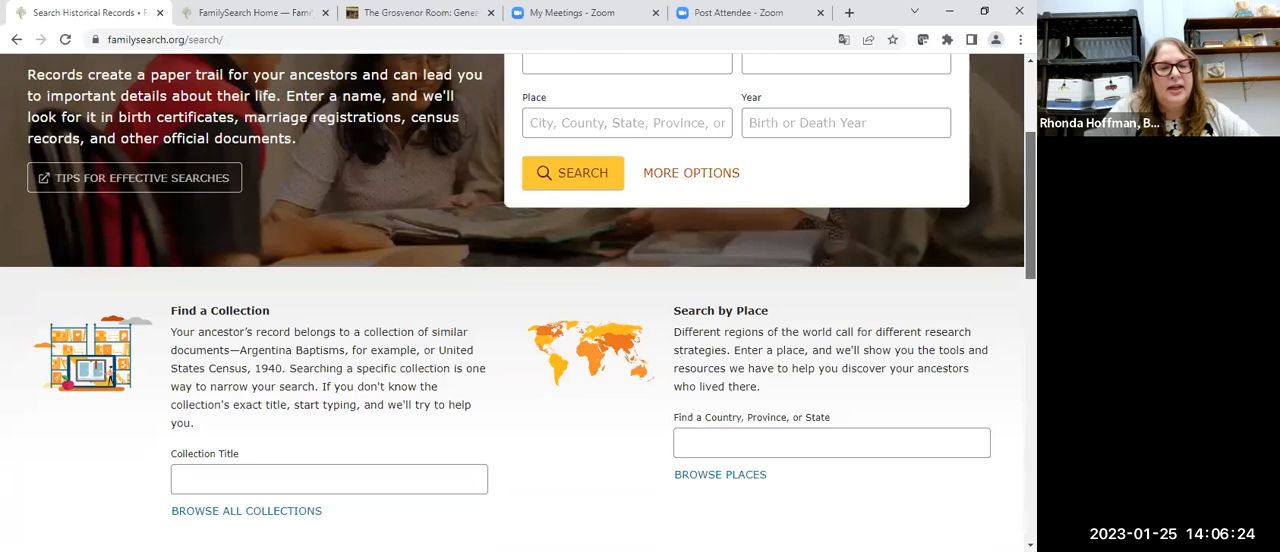 Search Historical Records • F
FamilySearch Home — Fami
The Grosvenor Room: Genea
My Meetings - Zoom
Post Attendee - Zoom
familysearch.org/search/
Records create a paper trail for your ancestors and can lead you
to important details about their life. Enter a name, and we'll
look for it in birth certificates, marriage registrations, census
records, and other official documents.
TIPS FOR EFFECTIVE SEARCHES
Place
Year
City, County, State, Province, or
Birth or Death Year
SEARCH
MORE OPTIONS
Rhonda Hoffman, B...
Find a Collection
Your ancestor's record belongs to a collection of similar
documents—Argentina Baptisms, for example, or United
States Census, 1940. Searching a specific collection is one
way to narrow your search. If you don't know the
collection's exact title, start typing, and we'll try to help
you.
Collection Title
BROWSE ALL COLLECTIONS
Search by Place
Different regions of the world call for different research
strategies. Enter a place, and we'll show you the tools and
resources we have to help you discover your ancestors
who lived there.
Find a Country, Province, or State
BROWSE PLACES
2023-01-25 14:06:24